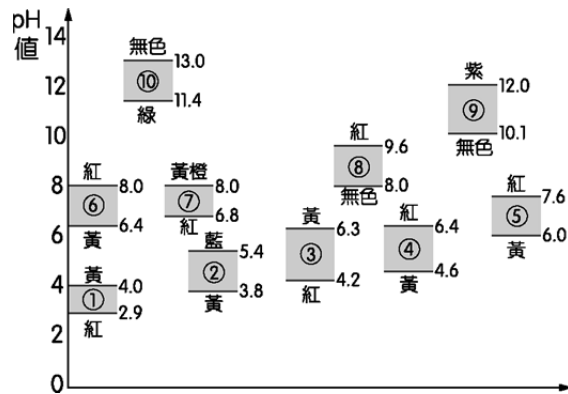 pH
值
14
12
10
8
6
4
2
0
無色
13.0
⑩
11.4
綠
紫
12.0
⑨
10.1
無色
紅
9.6
⑧
8.0
無色
紅
8.0
⑥
6.4
黃
黃橙
8.0
⑦
6.8
紅
紅
7.6
⑤
6.0
黃
藍
5.4
②
3.8
黃
黃
6.3
③
4.2
紅
紅
6.4
④
4.6
黃
黃
4.0
①
2.9
紅